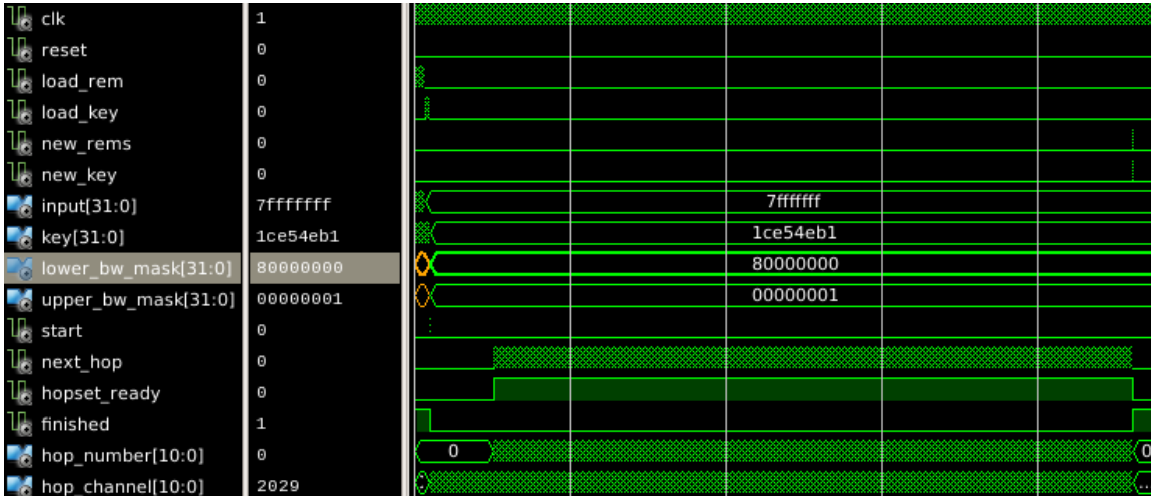 clk 1
reset 0
load_rem 0
load_key 0
new_rems 0
new_key 0
input[31:0] 7fffffff 7fffffff
key[31:0] 1ce54eb1 1ce54eb1
lower_bw_mask[31:0] 80000000 80000000
upper_bw_mask[31:0] 00000001 00000001
start 0
next_hop 0
hopset_ready 0
finished 1
hop_number[10:0] 0 0 0
hop_channel[10:0] 2029 ...